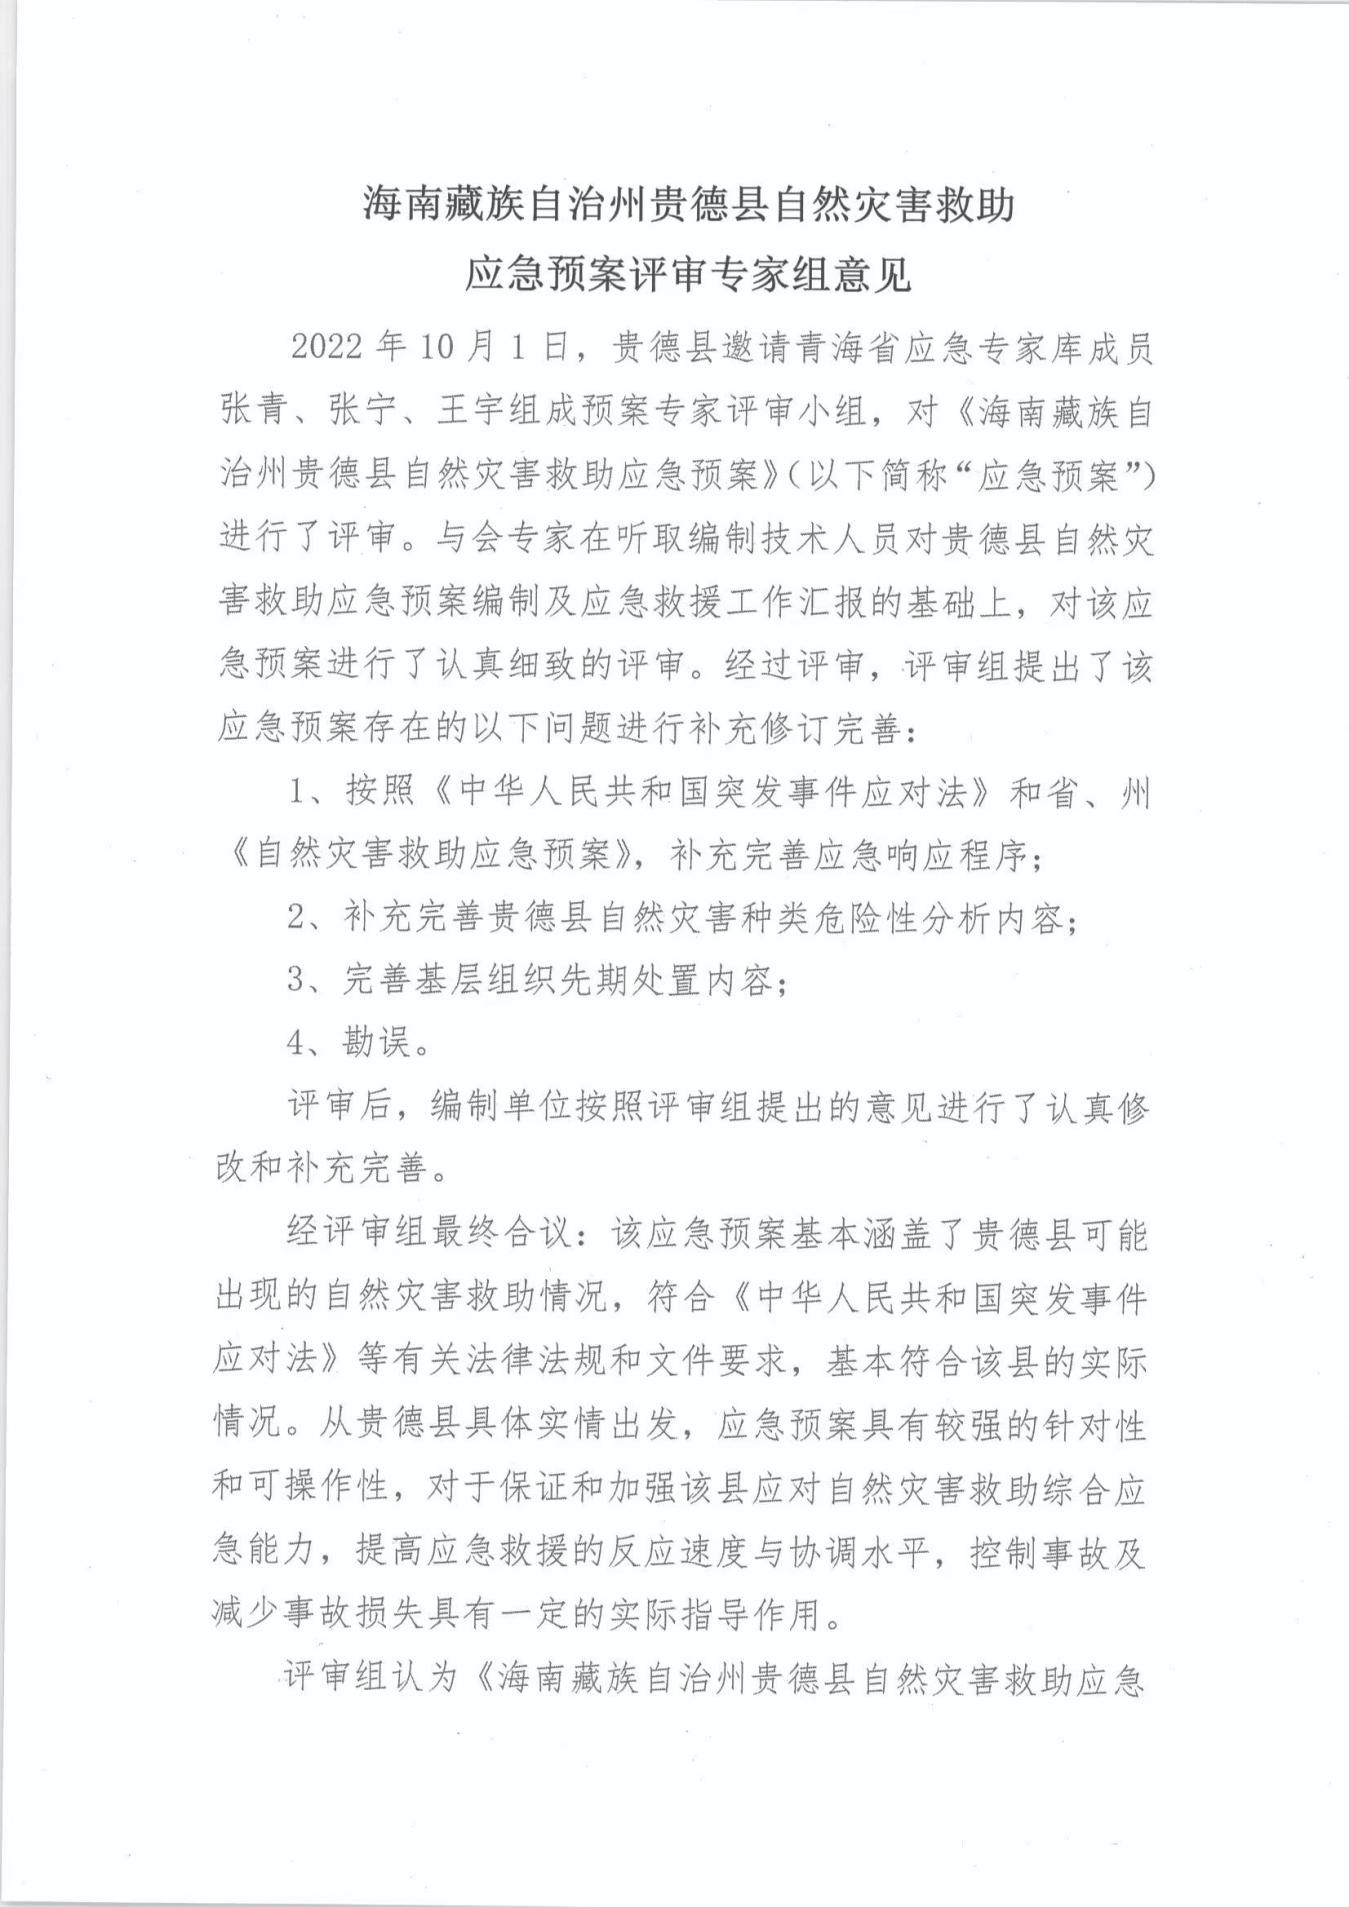 海南藏族自治州贵德县自然灾害救助
应急预案评审专家组意见
2022 年 10 月 1 日，贵德县邀请青海省应急专家库成员
张青、张宁、王宇组成预案专家评审小组，对《海南藏族自
治州贵德县自然灾害救助应急预案》（以下简称“应急预案”）
进行了评审。与会专家在听取编制技术人员对贵德县自然灾
害救助应急预案编制及应急救援工作汇报的基础上，对该应
急预案进行了认真细致的评审。经过评审，评审组提出了该
应急预案存在的以下问题进行补充修订完善：
1、按照《中华人民共和国突发事件应对法》和省、州
《自然灾害救助应急预案》，补充完善应急响应程序；
2、补充完善贵德县自然灾害种类危险性分析内容；
3、完善基层组织先期处置内容；
4、勘误。
评审后，编制单位按照评审组提出的意见进行了认真修
改和补充完善。
经评审组最终合议：该应急预案基本涵盖了贵德县可能
出现的自然灾害救助情况，符合《中华人民共和国突发事件
应对法》等有关法律法规和文件要求，基本符合该县的实际
情况。从贵德县具体实情出发，应急预案具有较强的针对性
和可操作性，对于保证和加强该县应对自然灾害救助综合应
急能力，提高应急救援的反应速度与协调水平，控制事故及
减少事故损失具有一定的实际指导作用。
评审组认为《海南藏族自治州贵德县自然灾害救助应急